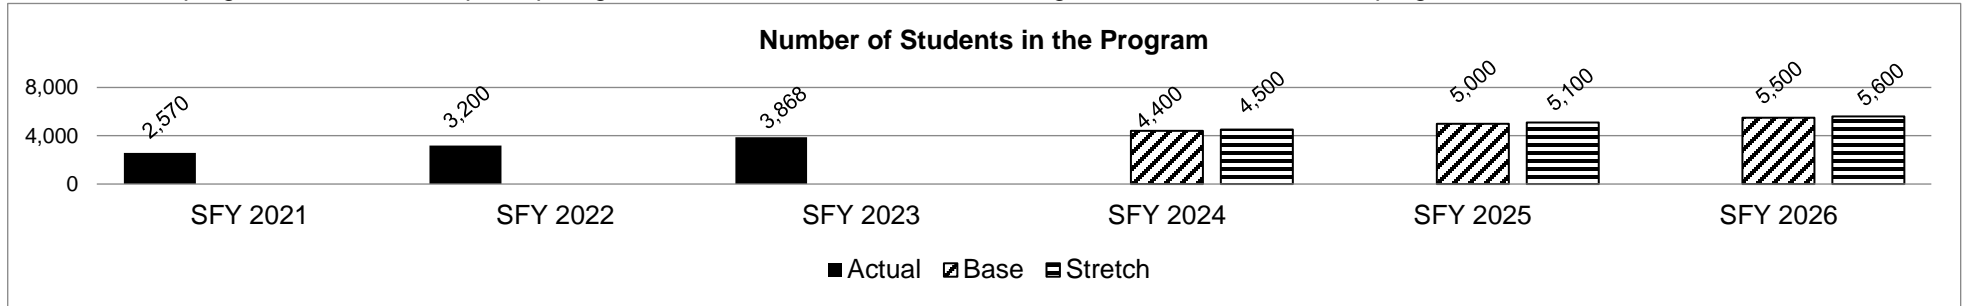 Number of Students in the Program
8,000
4,000
0
2,570
3,200
3,868
4,400
4,500
5,000
5,100
5,500
5,600
SFY 2021
SFY 2022
SFY 2023
SFY 2024
SFY 2025
SFY 2026
Actual
Base
Stretch